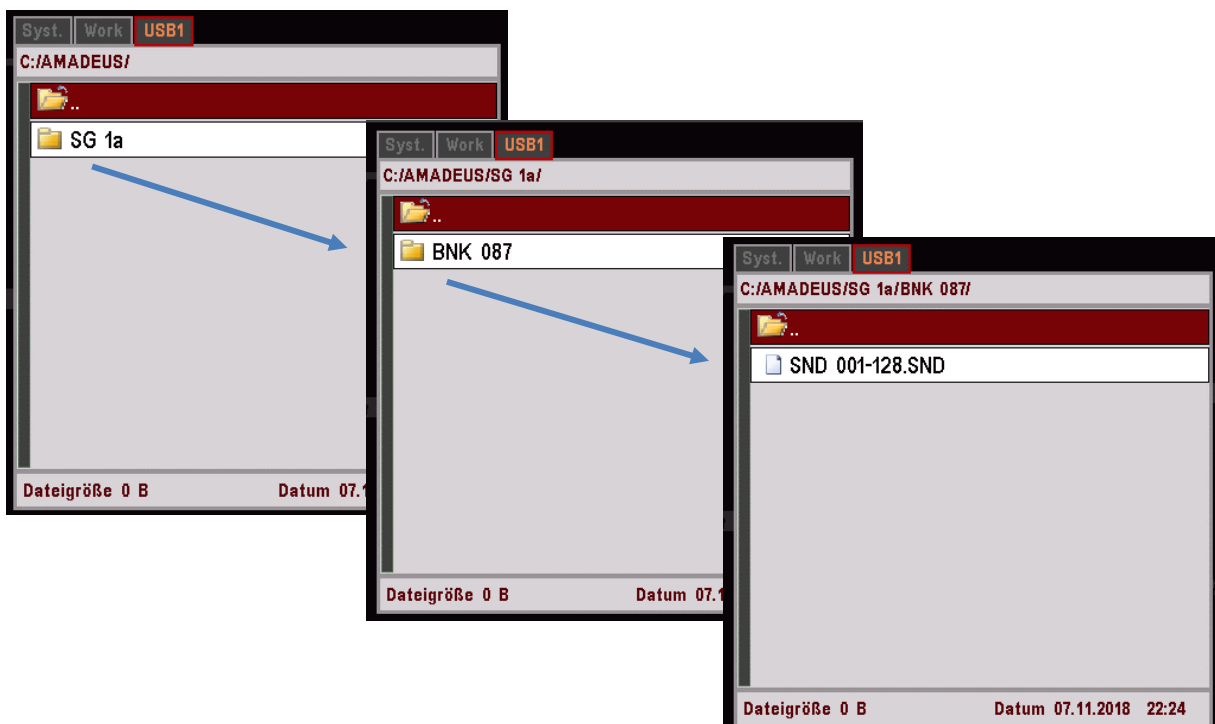 Syst. Work USB1
C:/AMADEUS/
..
SG 1a
Dateigröße 0 B Datum 07.1
Syst. Work USB1
C:/AMADEUS/SG 1a/
..
BNK 087
Dateigröße 0 B Datum 07.1
Syst. Work USB1
C:/AMADEUS/SG 1a/BNK 087/
..
SND 001-128.SND
Dateigröße 0 B Datum 07.11.2018 22:24